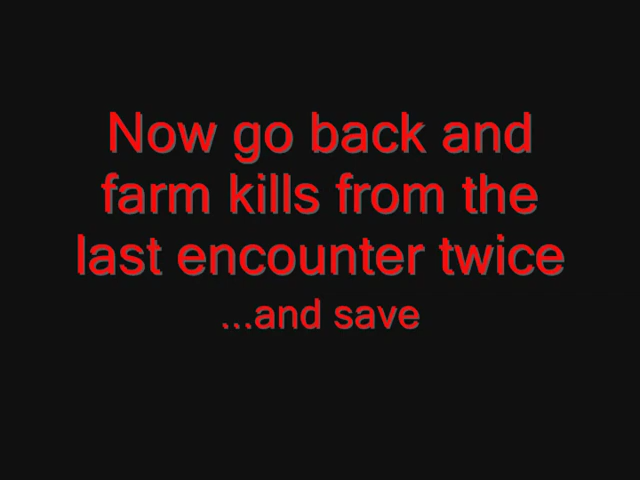 Now go back and
farm kills from the
last encounter twice
...and save